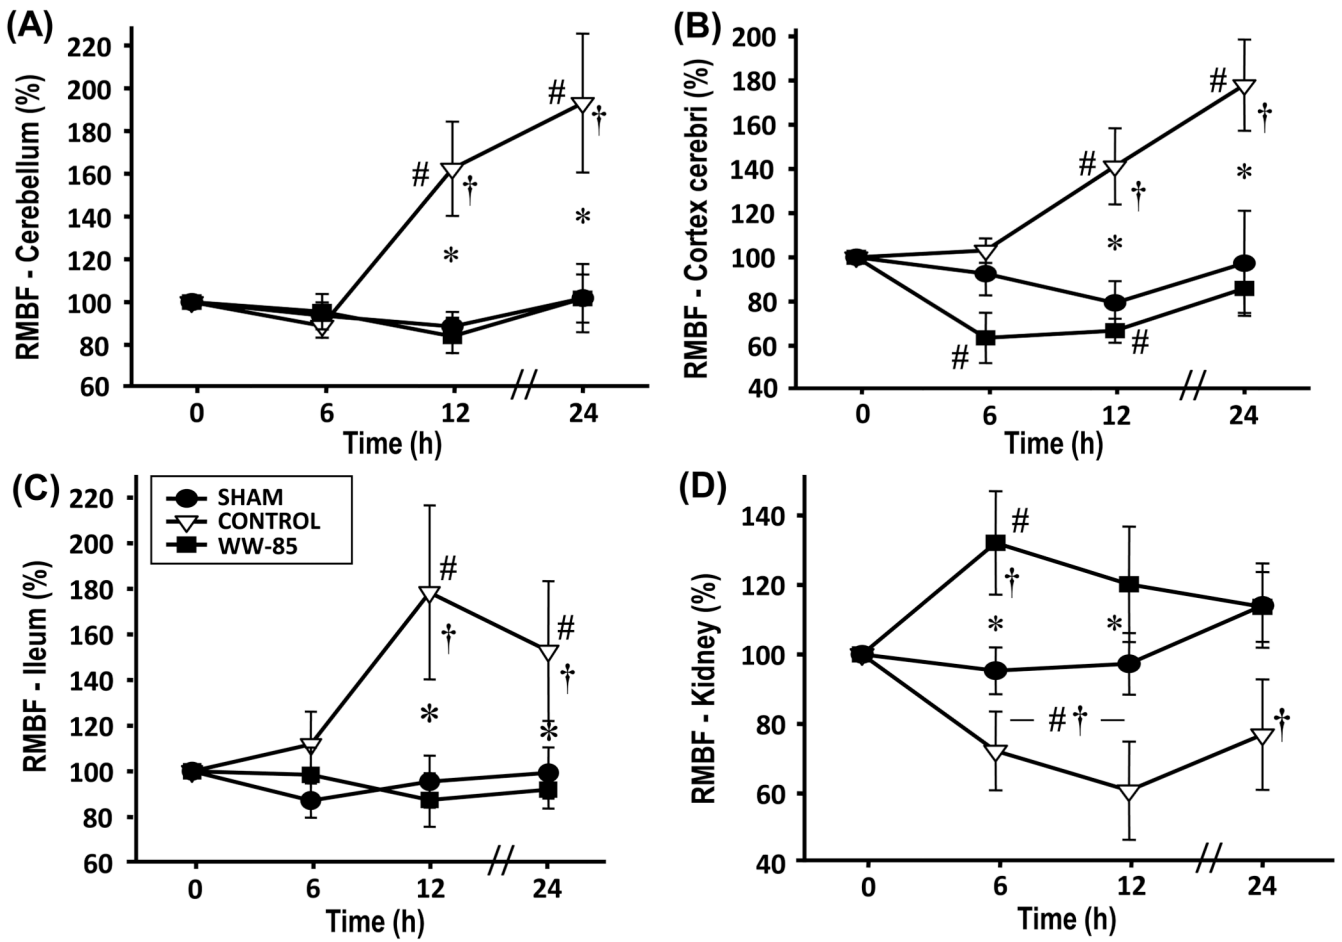 (A)
RMBF - Cerebellum (%)
220
200
180
160
140
120
100
80
60
#
†
*
#
†
*
0 6 12 24
Time (h)
(B)
RMBF - Cortex cerebri (%)
200
180
160
140
120
100
80
60
40
#
†
*
#
†
*
#
#
0 6 12 24
Time (h)
(C)
RMBF - Ileum (%)
220
200
180
160
140
120
100
80
60
SHAM
CONTROL
WW-85
#
†
*
#
†
*
0 6 12 24
Time (h)
(D)
RMBF - Kidney (%)
140
120
100
80
60
40
#
†
*
*
— # † —
†
0 6 12 24
Time (h)